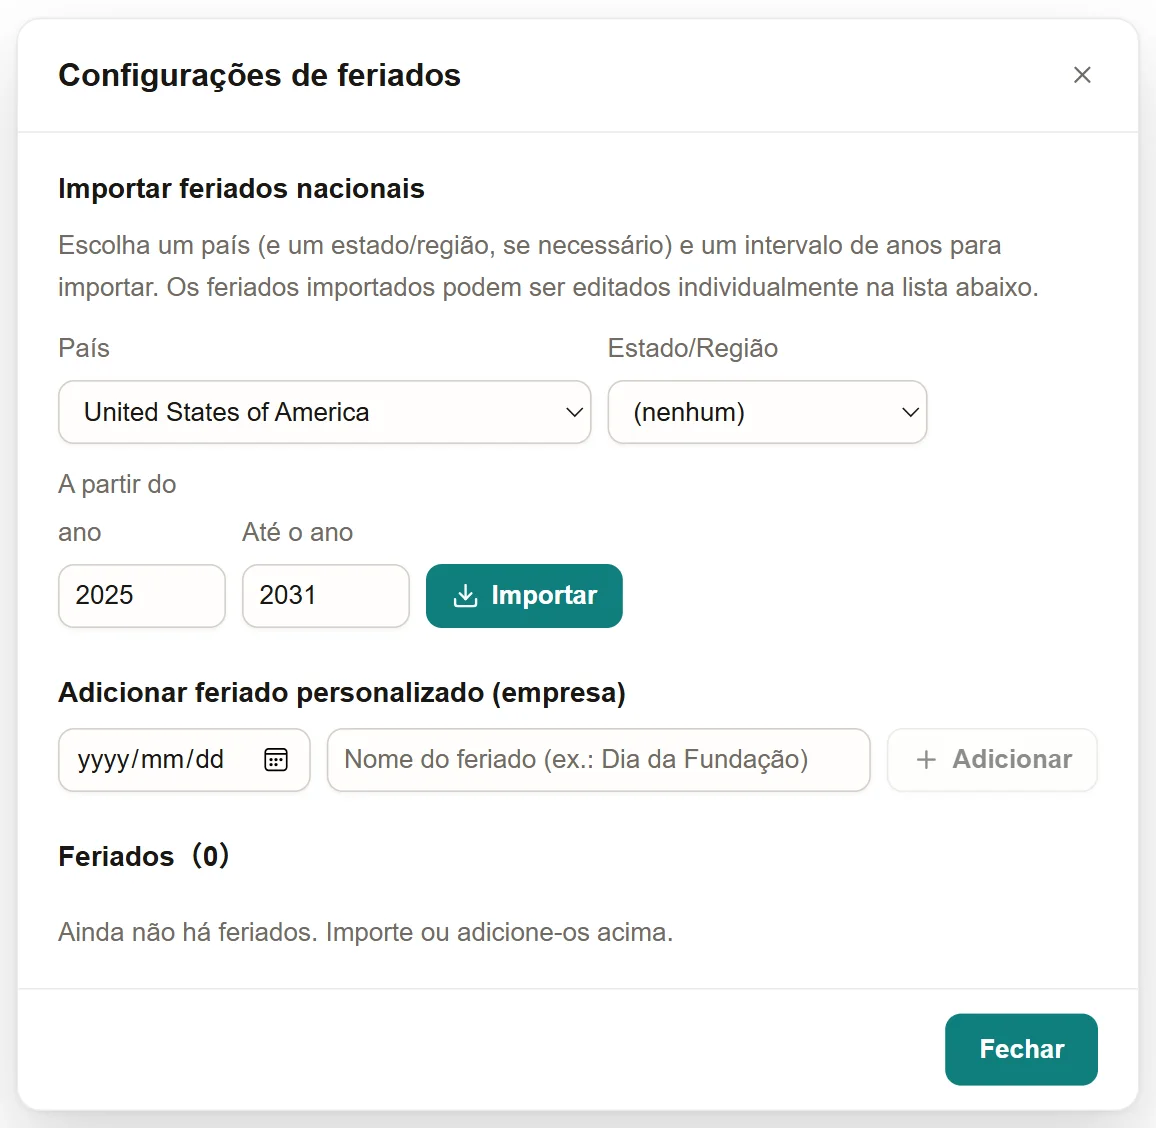 Configurações de feriados
Importar feriados nacionais
Escolha um país (e um estado/região, se necessário) e um intervalo de anos para
importar. Os feriados importados podem ser editados individualmente na lista abaixo.
País
Estado/Região
United States of America
(nenhum)
A partir do
ano
Até o ano
2025
2031
Importar
Adicionar feriado personalizado (empresa)
yyyy/mm/dd
Nome do feriado (ex.: Dia da Fundação)
Adicionar
Feriados（0）
Ainda não há feriados. Importe ou adicione-os acima.
Fechar